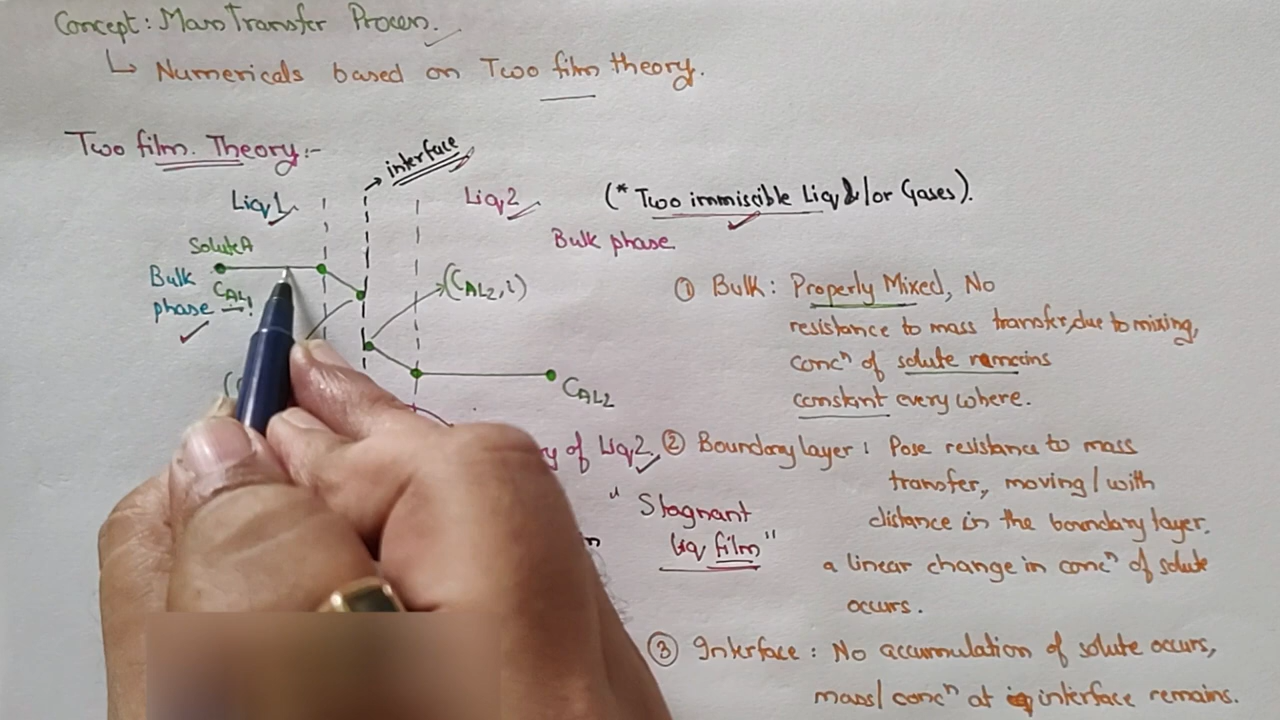 Concept: Mass Transfer Process.
↳ Numericals based on Two film theory.
Two film Theory:-
→ interface
Liq 1
Liq 2
(* Two immiscible Liq &/or Gases).
Bulk phase
Solute A
Bulk
phase
CAL1
(CAL2, i)
CAL2
(C
① Bulk: Properly Mixed, No
resistance to mass transfer, due to mixing,
concⁿ of solute remains
constant everywhere.
y of Liq 2
② Boundary layer: Pose resistance to mass
transfer, moving / with
distance in the boundary layer.
a linear change in concⁿ of solute
occurs.
"Stagnant
Liq film"
③ Interface: No accumulation of solute occurs,
mass/concⁿ at interface remains.